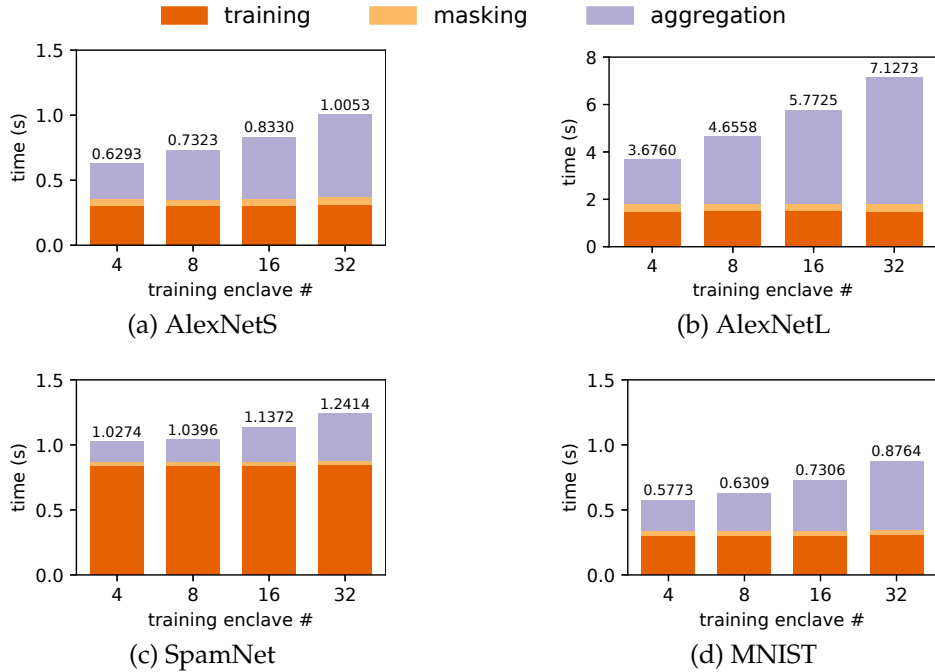 training masking aggregation
1.5
1.0
0.5
0.0
time (s)
0.6293
0.7323
0.8330
1.0053
4 8 16 32
training enclave #
(a) AlexNetS
8
6
4
2
0
time (s)
3.6760
4.6558
5.7725
7.1273
4 8 16 32
training enclave #
(b) AlexNetL
1.5
1.0
0.5
0.0
time (s)
1.0274
1.0396
1.1372
1.2414
4 8 16 32
training enclave #
(c) SpamNet
1.5
1.0
0.5
0.0
time (s)
0.5773
0.6309
0.7306
0.8764
4 8 16 32
training enclave #
(d) MNIST